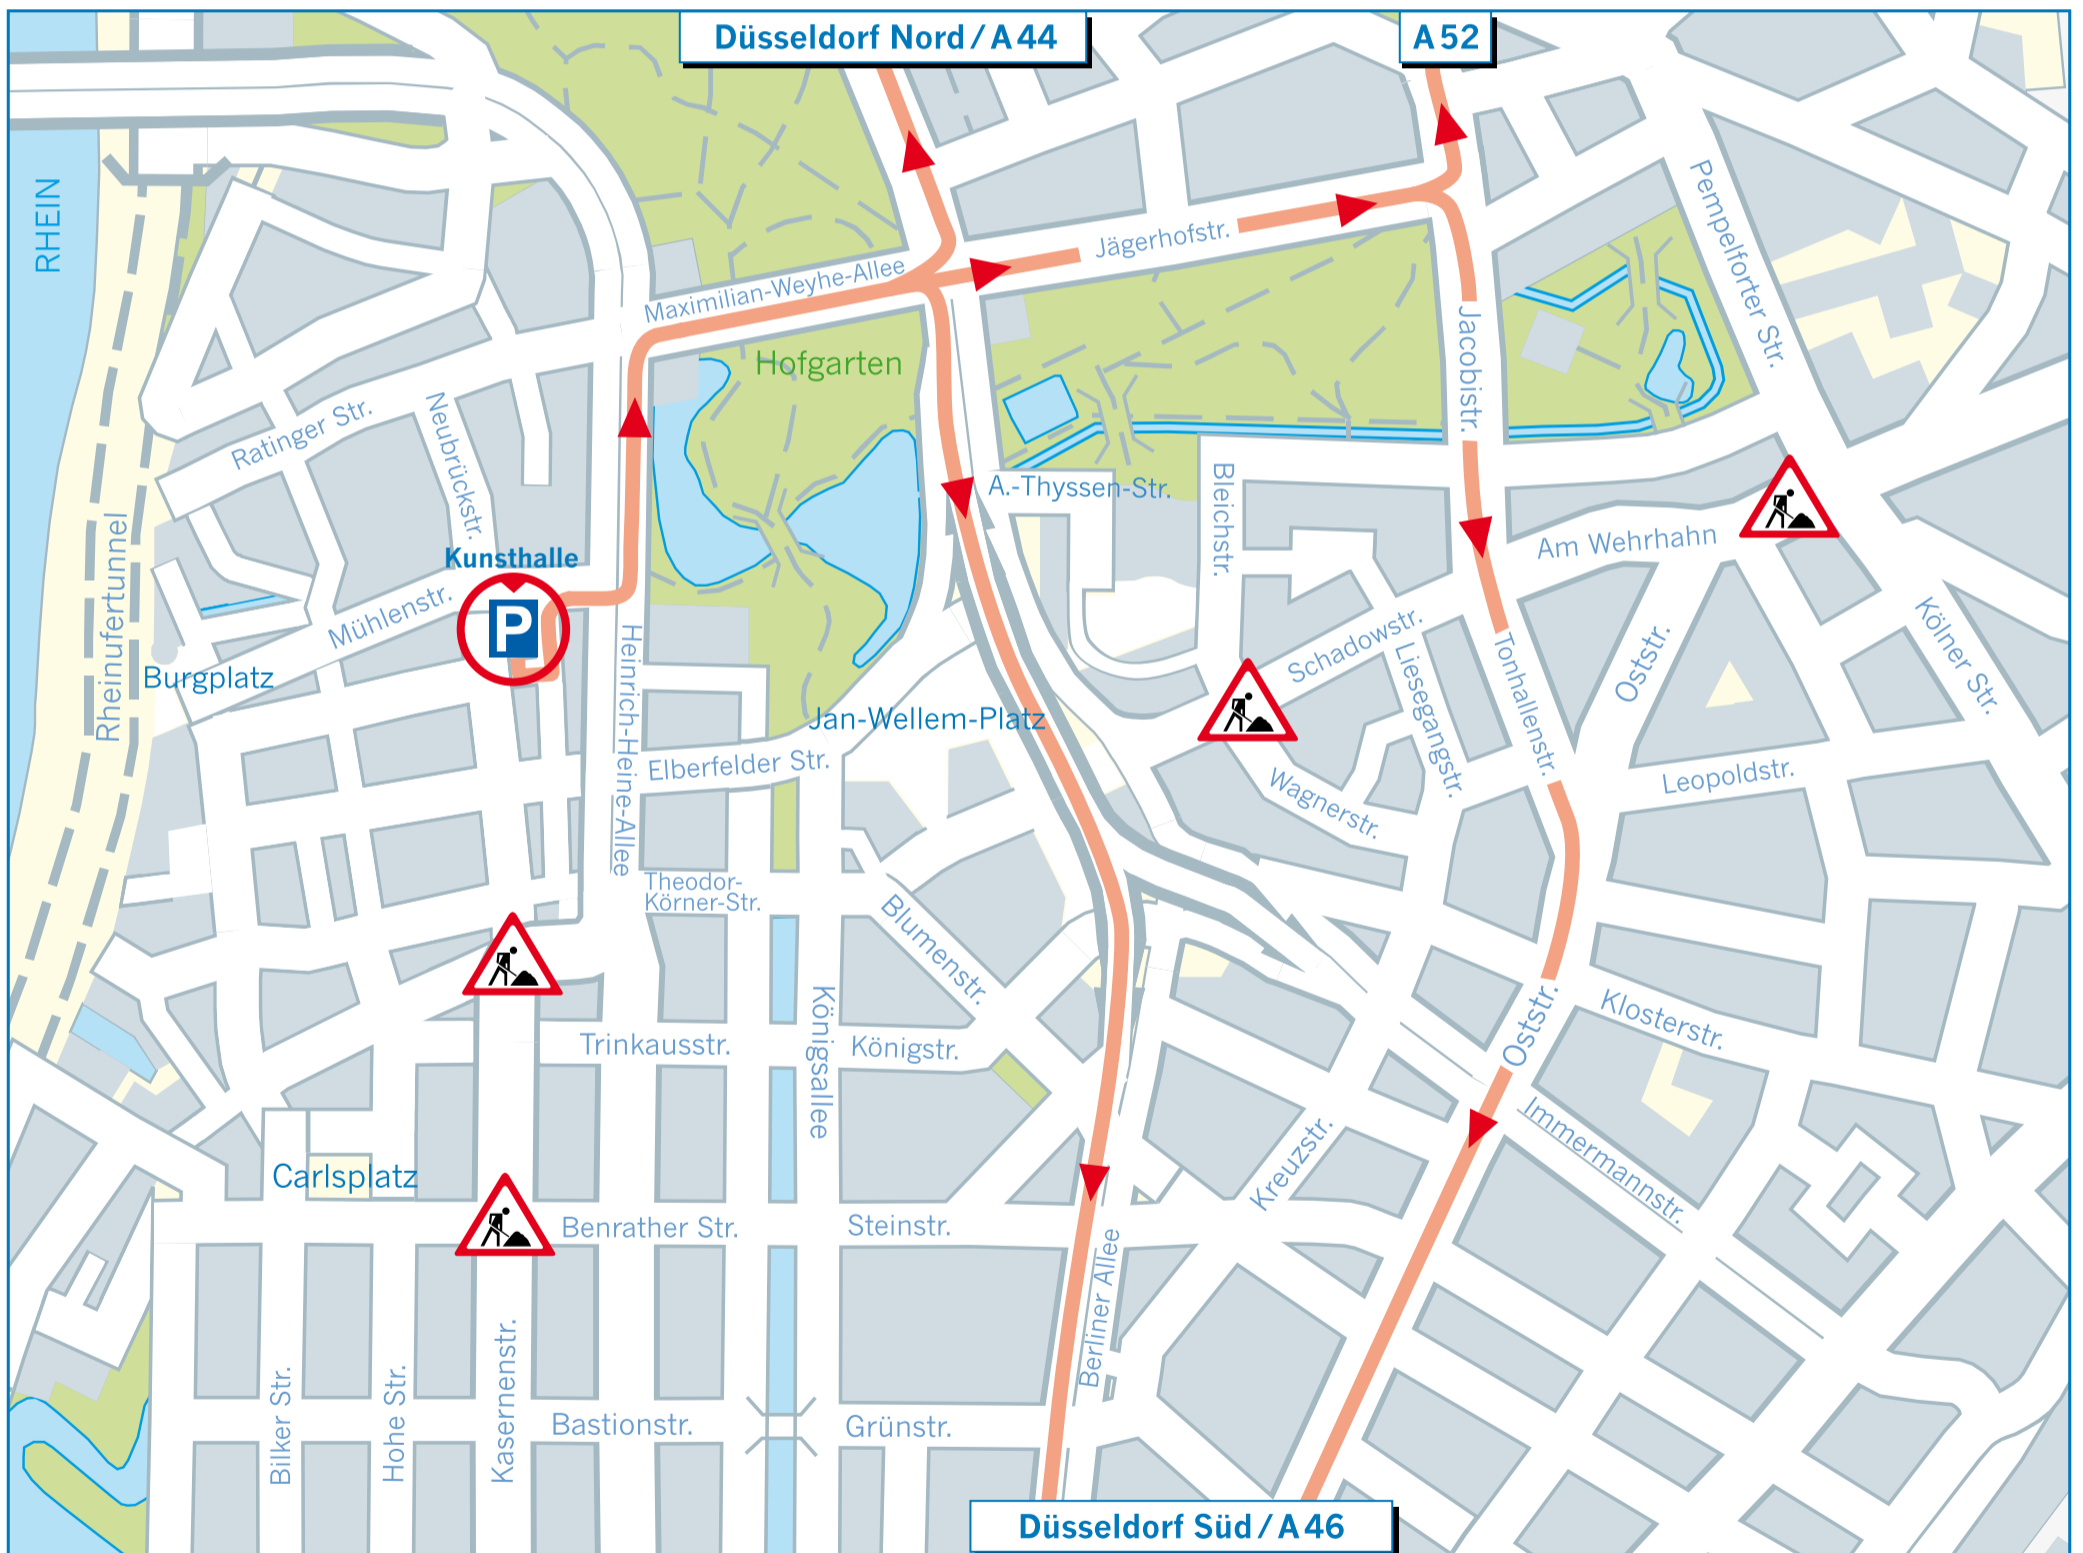 Düsseldorf Nord / A 44
A 52
RHEIN
Pempelforter Str.
Jägerhofstr.
Maximilian-Weyhe-Allee
Jacobistr.
Hofgarten
Ratinger Str.
Neubrückstr.
A.-Thyssen-Str.
Bleichstr.
Am Wehrhahn
Rheinufertunnel
Kunsthalle
P
Mühlenstr.
Burgplatz
Heinrich-Heine-Allee
Schadowstr.
Liesegangstr.
Tonhallenstr.
Oststr.
Kölner Str.
Jan-Wellem-Platz
Elberfelder Str.
Wagnerstr.
Leopoldstr.
Theodor-
Körner-Str.
Blumenstr.
Königsallee
Trinkausstr.
Königstr.
Oststr.
Klosterstr.
Immermannstr.
Kreuzstr.
Carlsplatz
Benrather Str.
Steinstr.
Berliner Allee
Bilker Str.
Hohe Str.
Kasernenstr.
Bastionstr.
Grünstr.
Düsseldorf Süd / A 46